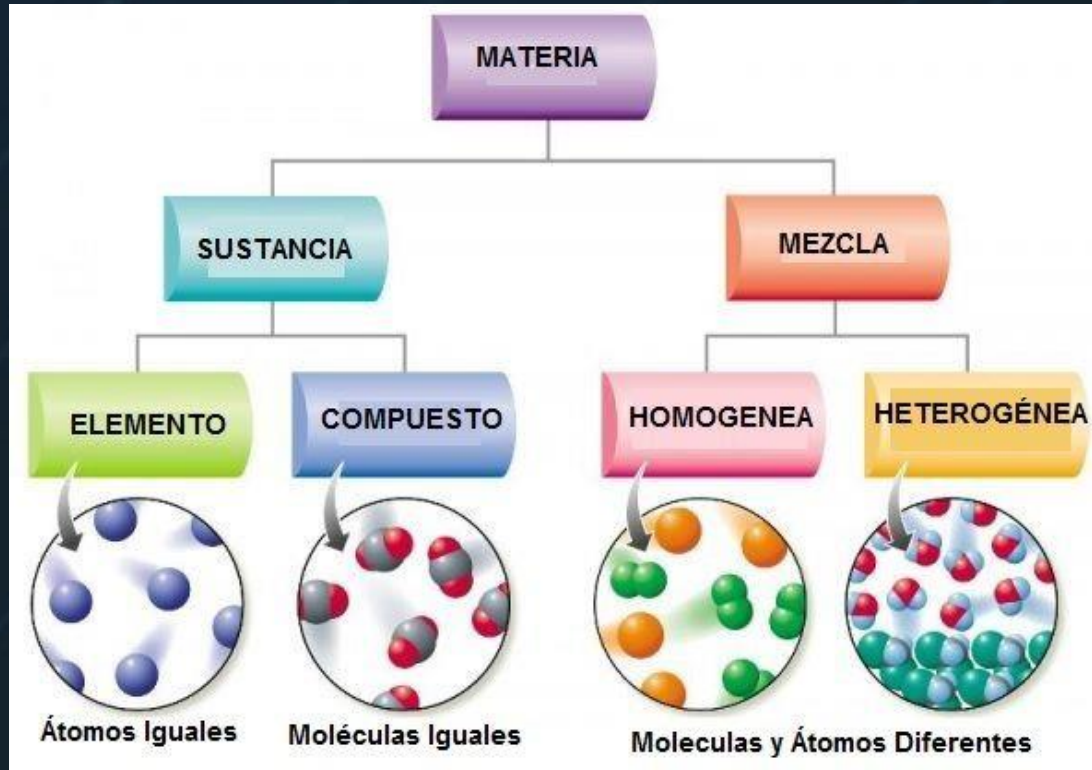 MATERIA
SUSTANCIA
MEZCLA
ELEMENTO
COMPUESTO
HOMOGENEA
HETEROGÉNEA
Átomos Iguales
Moléculas Iguales
Moleculas y Átomos Diferentes